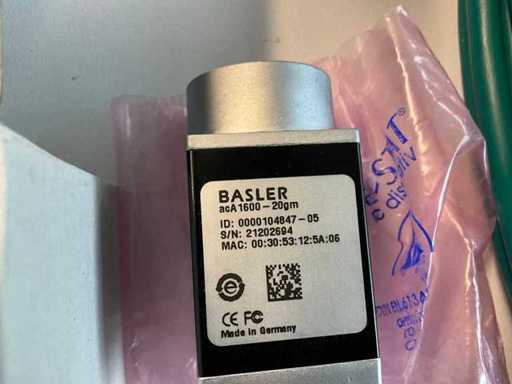 BASLER
acA1600-20gm
ID: 0000104847-05
S/N: 21202694
MAC: 00:30:53:12:5A:06
e
CE FC
Made in Germany